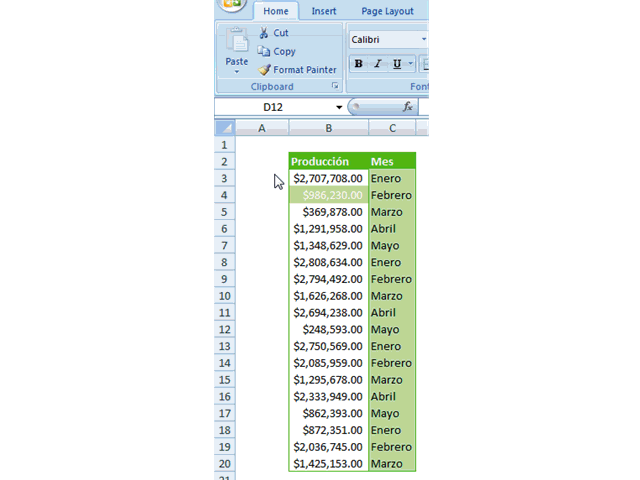 Home Insert Page Layout
Cut
Copy
Paste
Format Painter
Clipboard
Calibri
B I U
Font
D12 fx
A B C
1
2 Producción Mes
3 $2,707,708.00 Enero
4 $986,230.00 Febrero
5 $369,878.00 Marzo
6 $1,291,958.00 Abril
7 $1,348,629.00 Mayo
8 $2,808,634.00 Enero
9 $2,794,492.00 Febrero
10 $1,626,268.00 Marzo
11 $2,694,238.00 Abril
12 $248,593.00 Mayo
13 $2,750,569.00 Enero
14 $2,085,959.00 Febrero
15 $1,295,678.00 Marzo
16 $2,333,949.00 Abril
17 $862,393.00 Mayo
18 $872,351.00 Enero
19 $2,036,745.00 Febrero
20 $1,425,153.00 Marzo
21